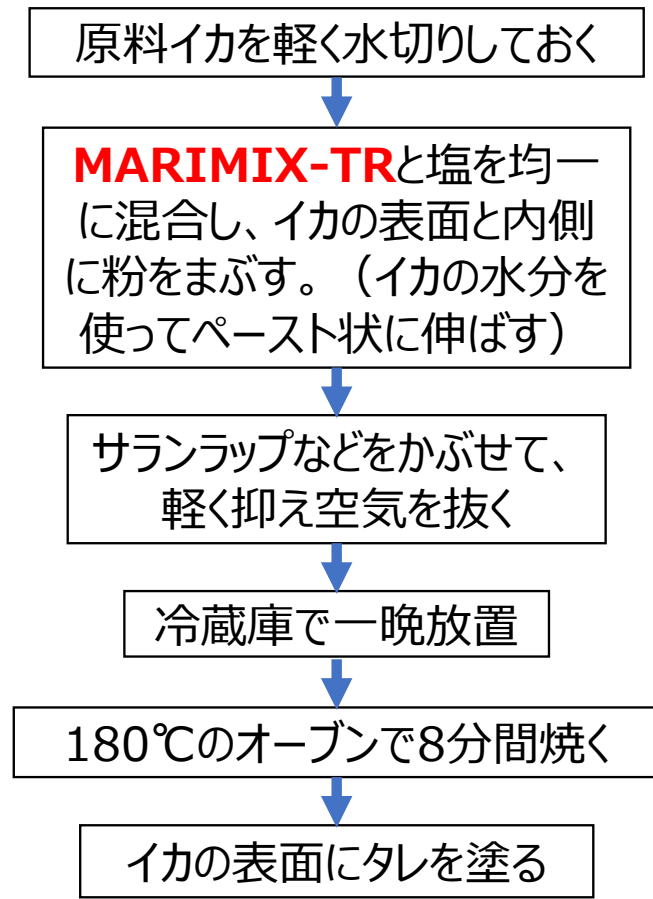 原料イカを軽く水切りしておく
MARIMIX-TRと塩を均一
に混合し、イカの表面と内側
に粉をまぶす。（イカの水分を
使ってペースト状に伸ばす）
サランラップなどをかぶせて、
軽く抑え空気を抜く
冷蔵庫で一晩放置
180℃のオーブンで8分間焼く
イカの表面にタレを塗る